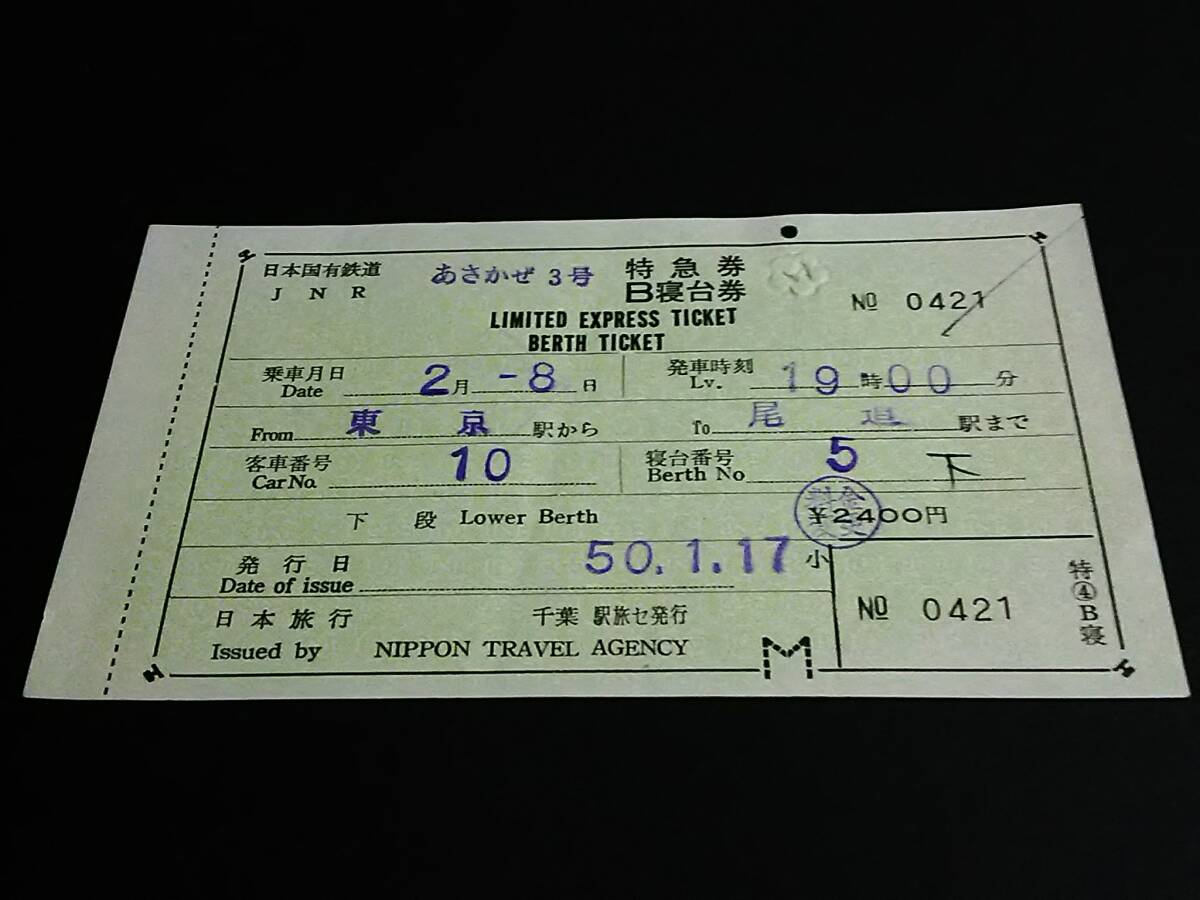 日本国有鉄道 あさかぜ 3号 特急券
JNR B寝台券 № 0421
LIMITED EXPRESS TICKET
BERTH TICKET
乗車月日 2月-8日 発車時刻 19時00分
Date Lv.
From 東京 駅から To 尾道 駅まで
客車番号 10 寝台番号 5 下
Car No. Berth No
下段 Lower Berth ¥2400円
発行日 50.1.17 小
Date of issue
日本旅行 千葉 駅旅セ発行 № 0421
Issued by NIPPON TRAVEL AGENCY M
特④B寝